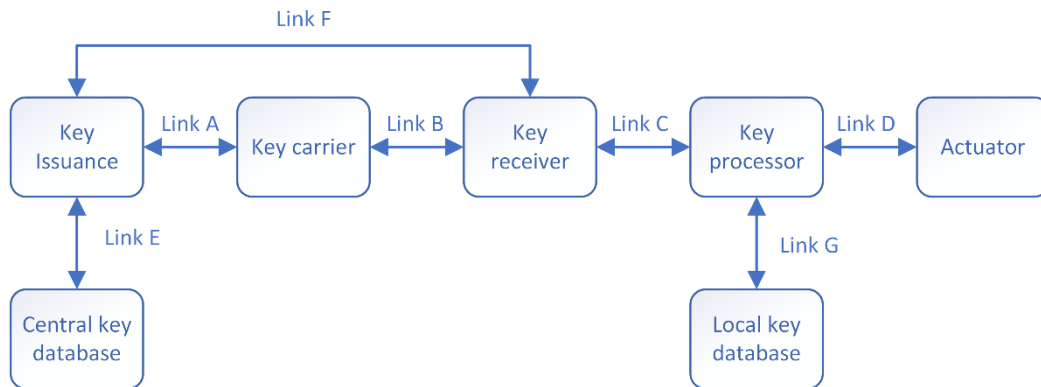 Link F
Key
Issuance
Link A
Key carrier
Link B
Key
receiver
Link C
Key
processor
Link D
Actuator
Link E
Link G
Central key
database
Local key
database